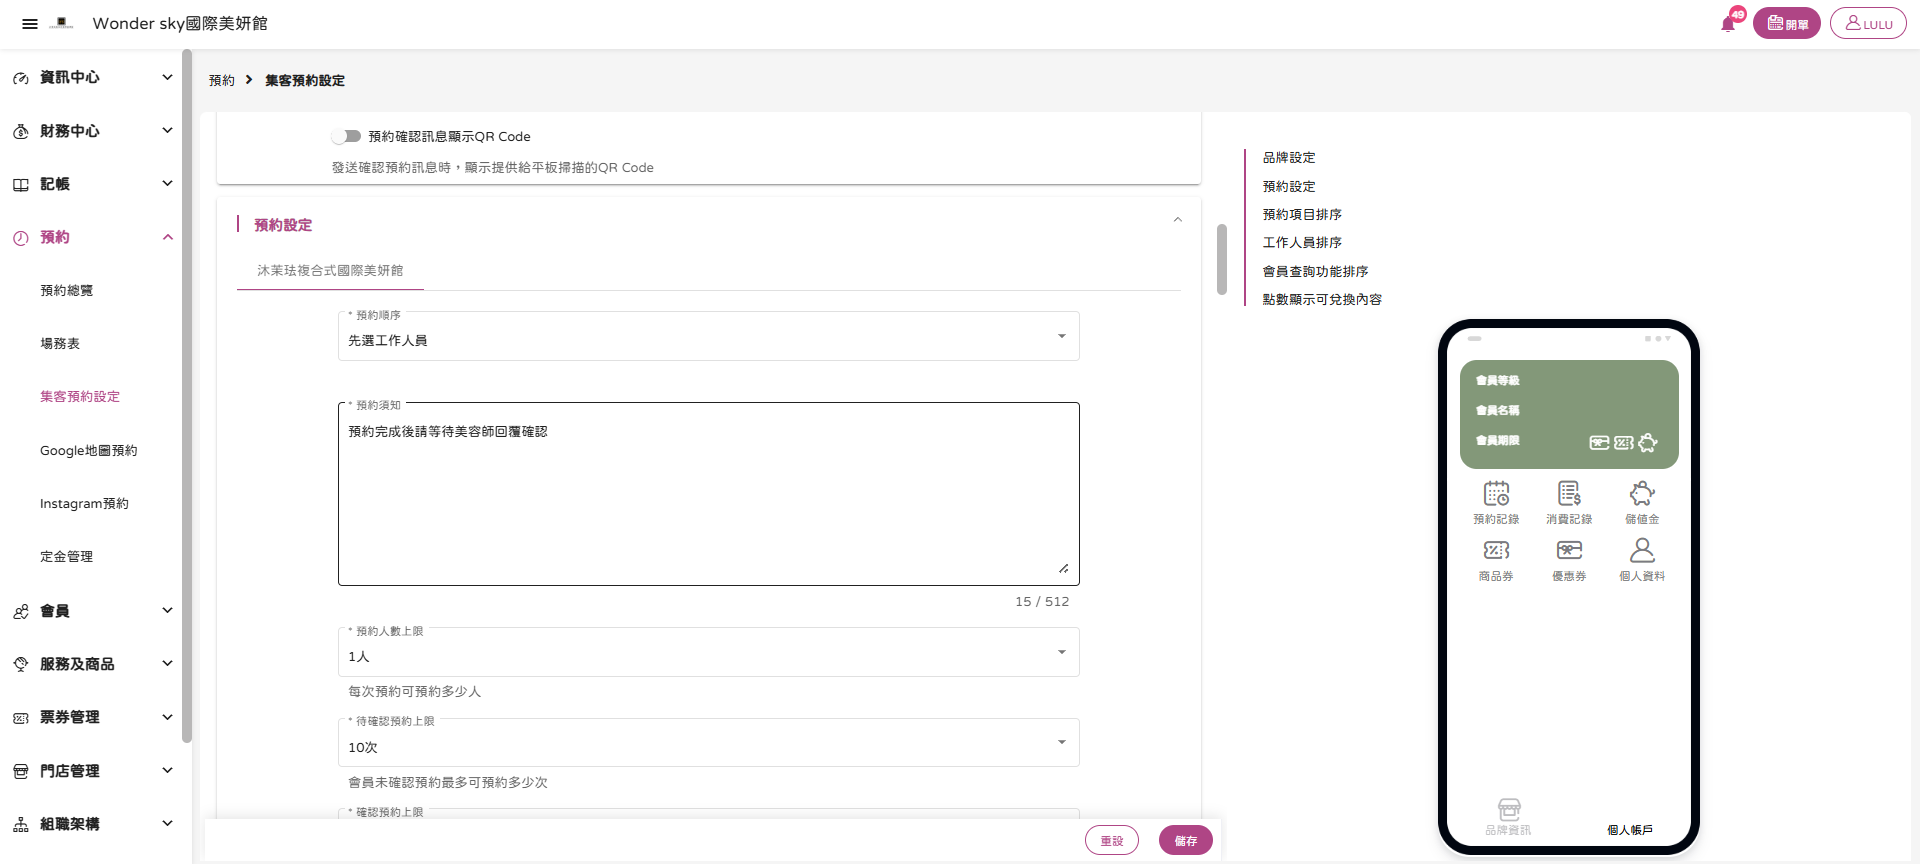 Wonder sky國際美妍館
49
開單
LULU
資訊中心
財務中心
記帳
預約
預約總覽
場務表
集客預約設定
Google地圖預約
Instagram預約
定金管理
會員
服務及商品
票券管理
門店管理
組職架構
預約
集客預約設定
預約確認訊息顯示QR Code
發送確認預約訊息時，顯示提供給平板掃描的QR Code
預約設定
沐茉珐複合式國際美妍館
* 預約順序
先選工作人員
* 預約須知
預約完成後請等待美容師回覆確認
15 / 512
* 預約人數上限
1人
每次預約可預約多少人
* 待確認預約上限
10次
會員未確認預約最多可預約多少次
* 確認預約上限
重設
儲存
品牌設定
預約設定
預約項目排序
工作人員排序
會員查詢功能排序
點數顯示可兌換內容
會員等級
會員名稱
會員期限
預約記錄
消費記錄
儲值金
商品券
優惠券
個人資料
品牌資訊
個人帳戶